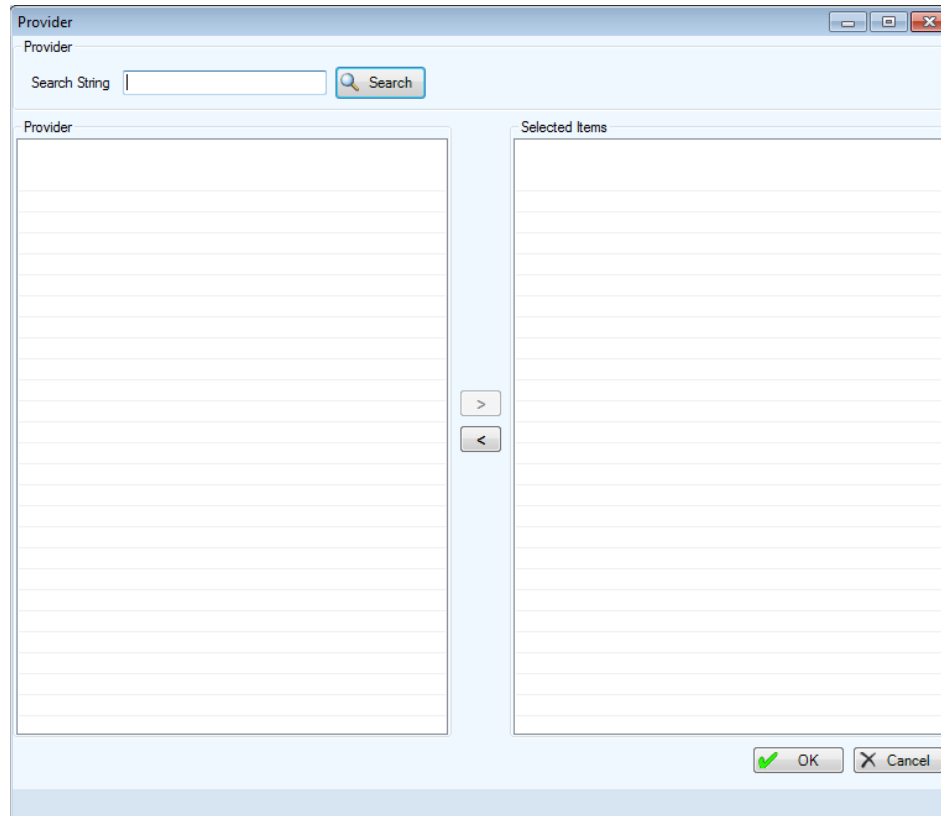 Provider
Provider
Search String Search
Provider Selected Items
>
<
OK Cancel